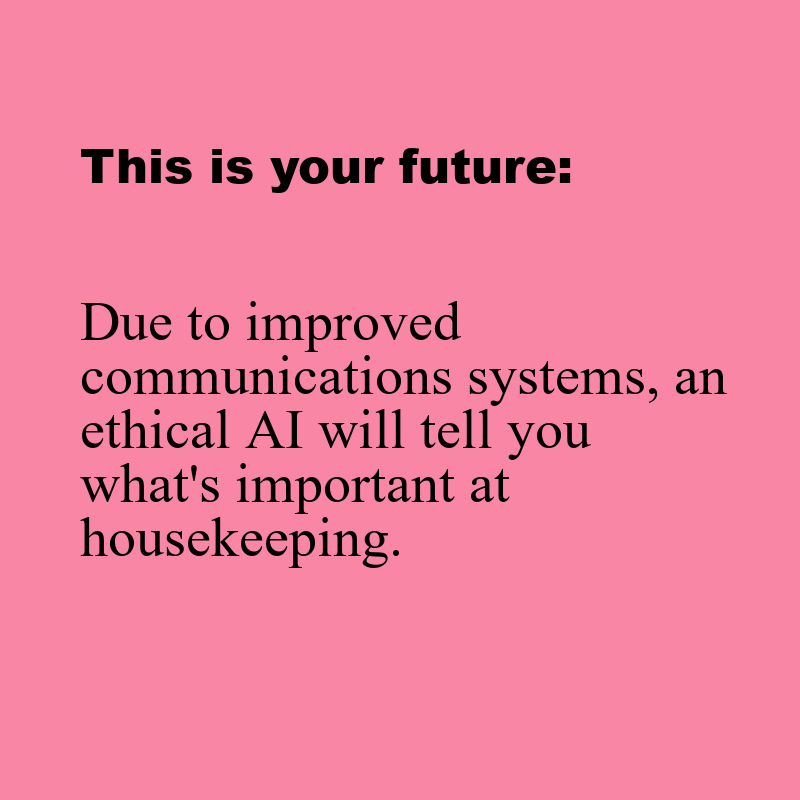 This is your future:
Due to improved
communications systems, an
ethical AI will tell you
what's important at
housekeeping.